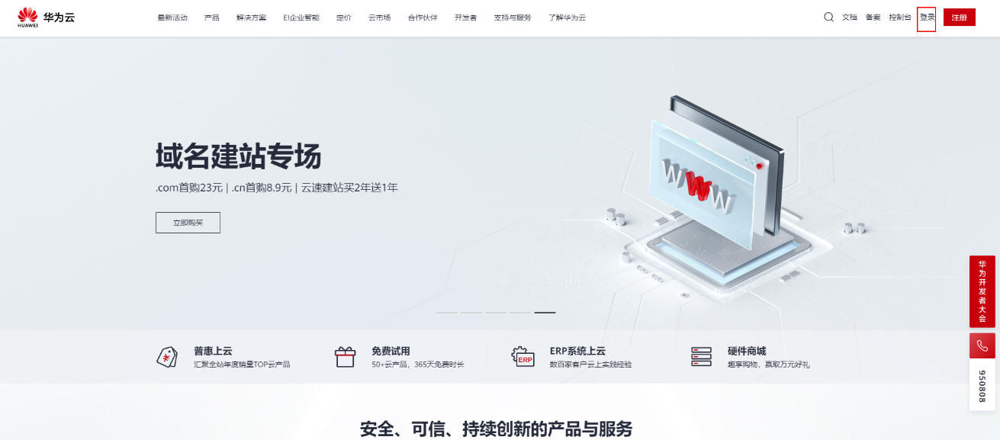 HUAWEI 华为云 最新活动 产品 解决方案 EI企业智能 定价 云市场 合作伙伴 开发者 支持与服务 了解华为云 文档 备案 控制台 登录 注册
域名建站专场
.com首购23元 | .cn首购8.9元 | 云速建站买2年送1年
立即购买
WWW
华为开发者大会
950808
普惠上云
汇聚全站年度销量TOP云产品
免费试用
50+云产品，365天免费时长
ERP
ERP系统上云
数百家客户云上实践经验
硬件商城
趣享购物，赢取万元好礼
安全、可信、持续创新的产品与服务